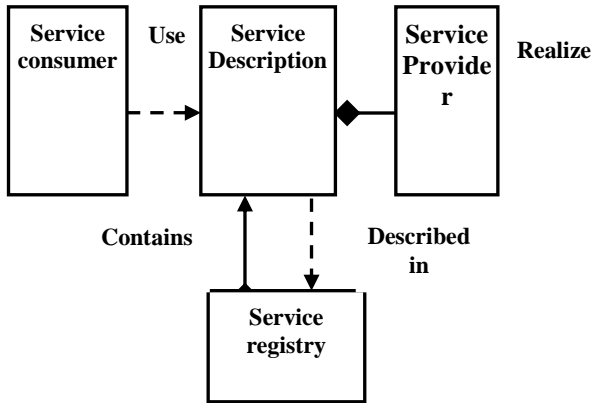 Service
consumer
Use
Service
Description
Service
Provide
r
Realize
Contains
Described
in
Service
registry